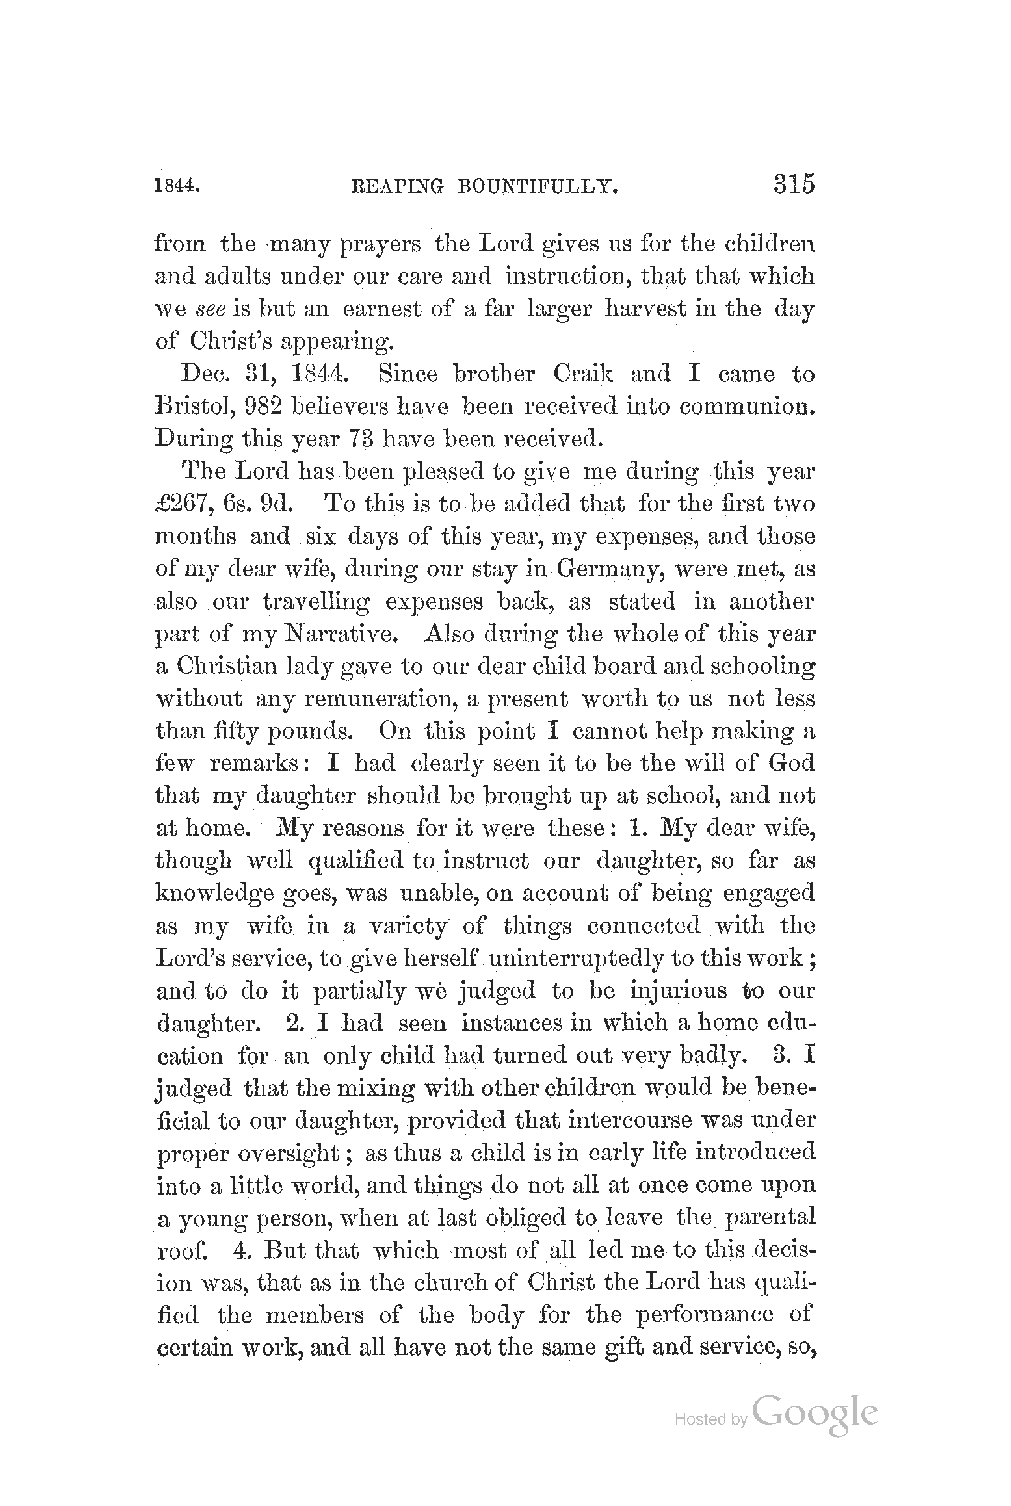 1844. REAPING BOUNTIFULLY. 315
from the many prayers the Lord gives us for the children
and adults under our care and instruction, that that which
we see is but an earnest of a far larger harvest in the day
of Christ's appearing.
Dec. 31, 1844. Since brother Craik and I came to
Bristol, 982 believers have been received into communion.
During this year 73 have been received.
The Lord has been pleased to give me during this year
£267, 6s. 9d. To this is to be added that for the first two
months and six days of this year, my expenses, and those
of my dear wife, during our stay in Germany, were met, as
also our travelling expenses back, as stated in another
part of my Narrative. Also during the whole of this year
a Christian lady gave to our dear child board and schooling
without any remuneration, a present worth to us not less
than fifty pounds. On this point I cannot help making a
few remarks: I had clearly seen it to be the will of God
that my daughter should be brought up at school, and not
at home. My reasons for it were these: 1. My dear wife,
though well qualified to instruct our daughter, so far as
knowledge goes, was unable, on account of being engaged
as my wife in a variety of things connected with the
Lord's service, to give herself uninterruptedly to this work;
and to do it partially we judged to be injurious to our
daughter. 2. I had seen instances in which a home edu-
cation for an only child had turned out very badly. 3. I
judged that the mixing with other children would be bene-
ficial to our daughter, provided that intercourse was under
proper oversight; as thus a child is in early life introduced
into a little world, and things do not all at once come upon
a young person, when at last obliged to leave the parental
roof. 4. But that which most of all led me to this decis-
ion was, that as in the church of Christ the Lord has quali-
fied the members of the body for the performance of
certain work, and all have not the same gift and service, so,
Hosted by Google